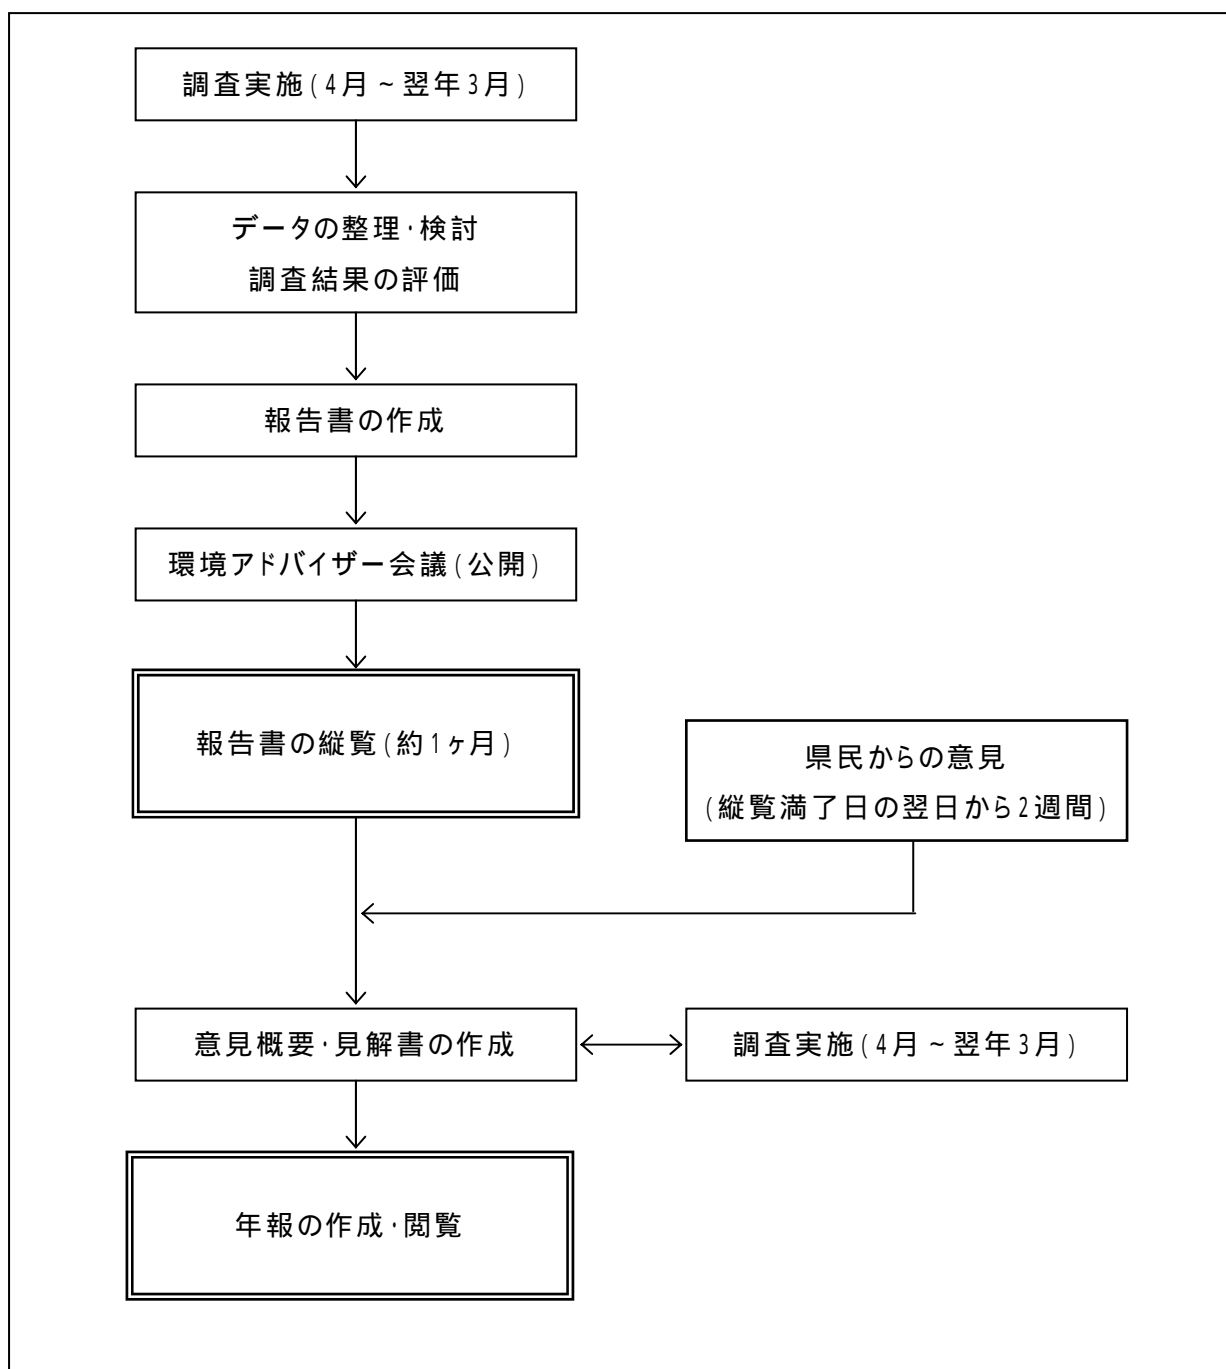 調査実施(4月~翌年3月)
データの整理・検討
調査結果の評価
報告書の作成
環境アドバイザー会議(公開)
報告書の縦覧(約1ヶ月)
県民からの意見
(縦覧満了日の翌日から2週間)
意見概要・見解書の作成
調査実施(4月~翌年3月)
年報の作成・閲覧